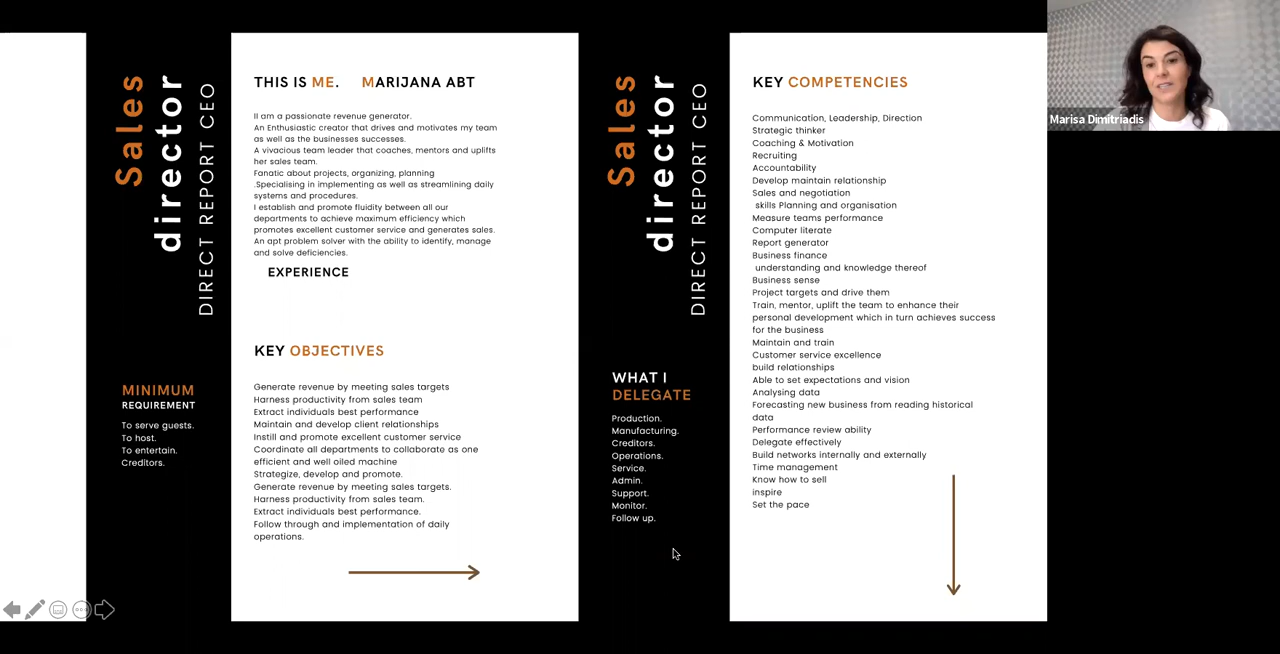 Sales
director
DIRECT REPORT CEO
MINIMUM
REQUIREMENT
To serve guests.
To host.
To entertain.
Creditors.
THIS IS ME. MARIJANA ABT
II am a passionate revenue generator.
An Enthusiastic creator that drives and motivates my team
as well as the businesses successes.
A vivacious team leader that coaches, mentors and uplifts
her sales team.
Fanatic about projects, organizing, planning
.Specialising in implementing as well as streamlining daily
systems and procedures.
I establish and promote fluidity between all our
departments to achieve maximum efficiency which
promotes excellent customer service and generates sales.
An apt problem solver with the ability to identify, manage
and solve deficiencies.
EXPERIENCE
KEY OBJECTIVES
Generate revenue by meeting sales targets
Harness productivity from sales team
Extract individuals best performance
Maintain and develop client relationships
Instill and promote excellent customer service
Coordinate all departments to collaborate as one
efficient and well oiled machine
Strategize, develop and promote.
Generate revenue by meeting sales targets.
Harness productivity from sales team.
Extract individuals best performance.
Follow through and implementation of daily
operations.
Sales
director
DIRECT REPORT CEO
WHAT I
DELEGATE
Production.
Manufacturing.
Creditors.
Operations.
Service.
Admin.
Support.
Monitor.
Follow up.
KEY COMPETENCIES
Communication, Leadership, Direction
Strategic thinker
Coaching & Motivation
Recruiting
Accountability
Develop maintain relationship
Sales and negotiation
skills Planning and organisation
Measure teams performance
Computer literate
Report generator
Business finance
understanding and knowledge thereof
Business sense
Project targets and drive them
Train, mentor, uplift the team to enhance their
personal development which in turn achieves success
for the business
Maintain and train
Customer service excellence
build relationships
Able to set expectations and vision
Analysing data
Forecasting new business from reading historical
data
Performance review ability
Delegate effectively
Build networks internally and externally
Time management
Know how to sell
inspire
Set the pace
Marisa Dimitriadis